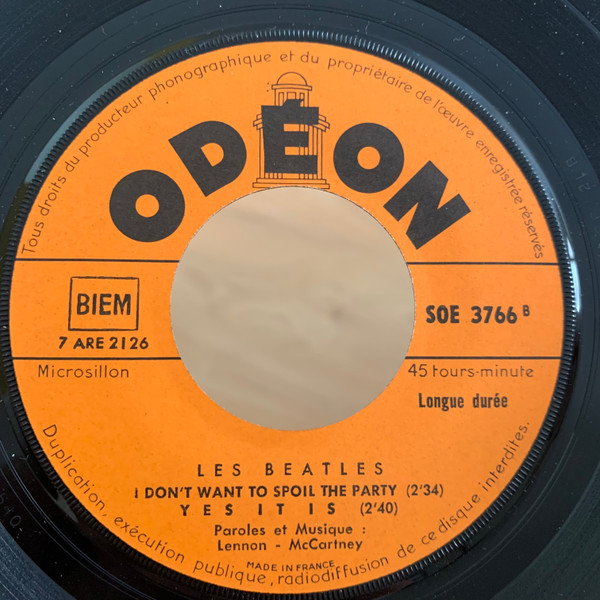 Tous droits du producteur phonographique et du propriétaire de l'œuvre enregistrée réservés
ODÉON
BIEM
7 ARE 2126
SOE 3766 B
Microsillon
45 tours-minute
Longue durée
LES BEATLES
I DON'T WANT TO SPOIL THE PARTY (2'34)
YES IT IS (2'40)
Paroles et Musique :
Lennon - McCartney
MADE IN FRANCE
Duplication, exécution publique, radiodiffusion de ce disque interdites.